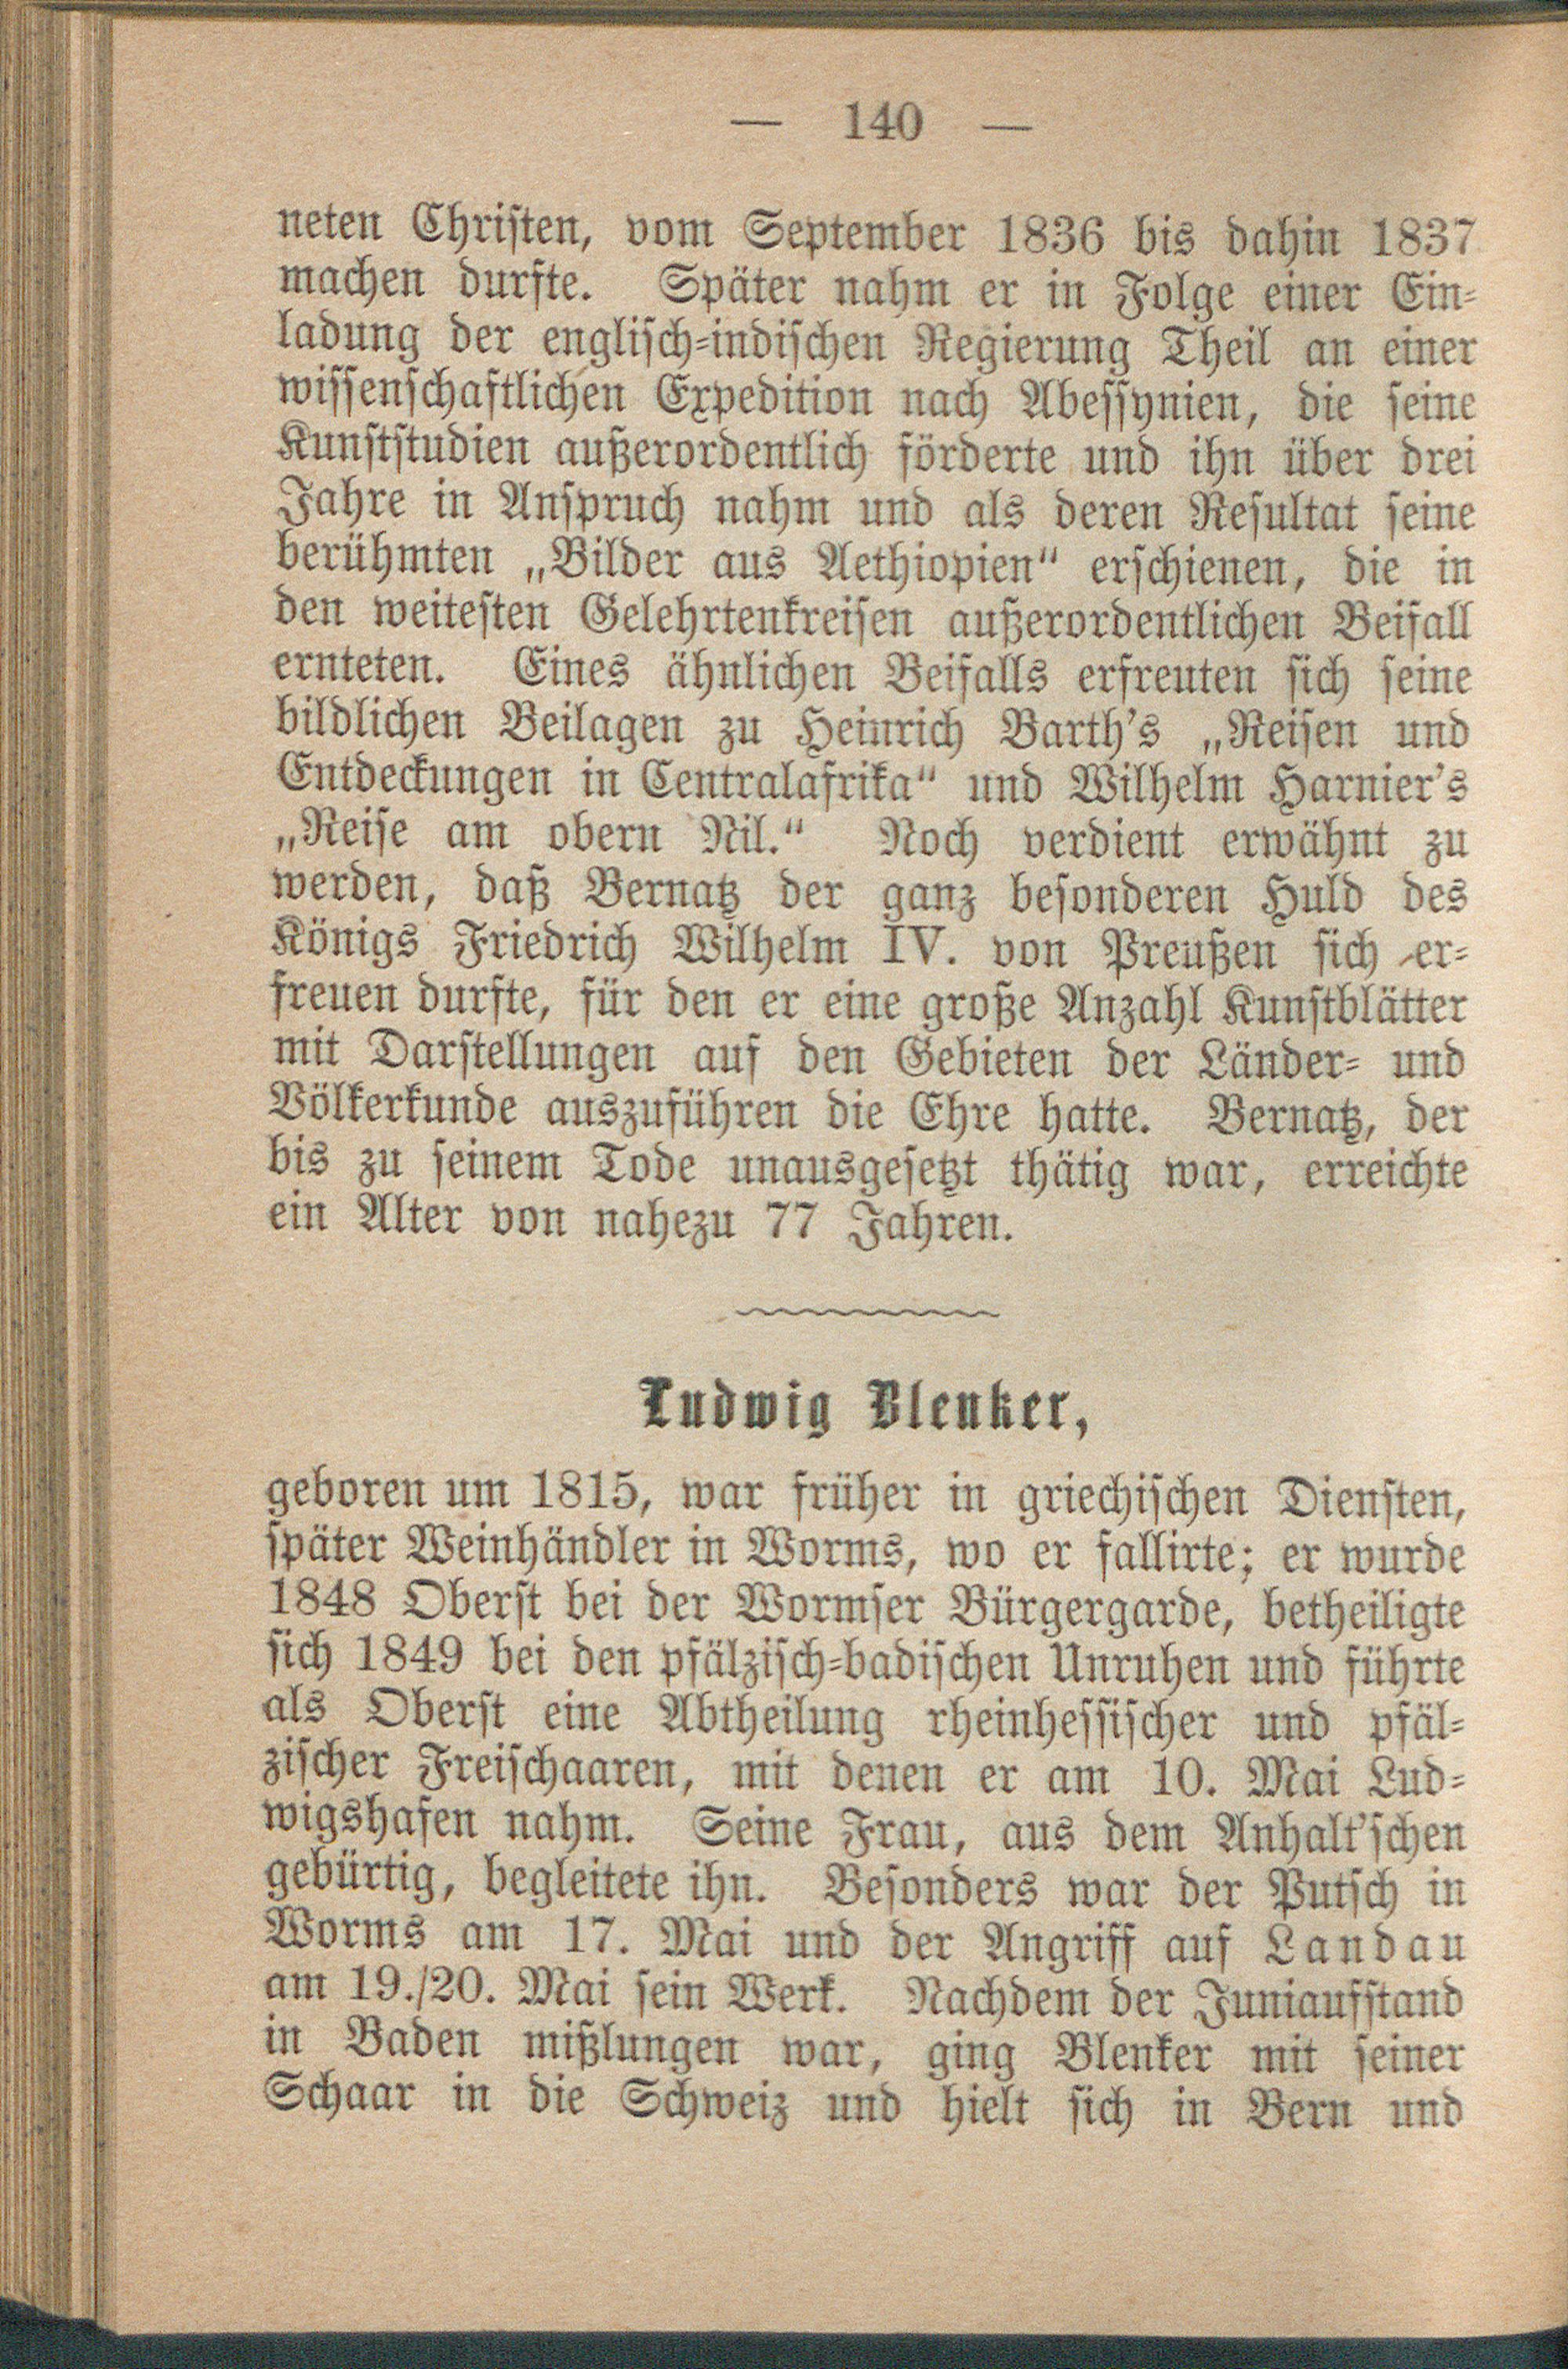 — 140 —
neten Christen, vom September 1836 bis dahin 1837
machen durfte. Später nahm er in Folge einer Ein-
ladung der englisch-indischen Regierung Theil an einer
wissenschaftlichen Expedition nach Abessynien, die seine
Kunststudien außerordentlich förderte und ihn über drei
Jahre in Anspruch nahm und als deren Resultat seine
berühmten „Bilder aus Aethiopien“ erschienen, die in
den weitesten Gelehrtenkreisen außerordentlichen Beifall
ernteten. Eines ähnlichen Beifalls erfreuten sich seine
bildlichen Beilagen zu Heinrich Barth's „Reisen und
Entdeckungen in Centralafrika“ und Wilhelm Harnier's
„Reise am obern Nil.“ Noch verdient erwähnt zu
werden, daß Bernatz der ganz besonderen Huld des
Königs Friedrich Wilhelm IV. von Preußen sich er-
freuen durfte, für den er eine große Anzahl Kunstblätter
mit Darstellungen auf den Gebieten der Länder- und
Völkerkunde auszuführen die Ehre hatte. Bernatz, der
bis zu seinem Tode unausgesetzt thätig war, erreichte
ein Alter von nahezu 77 Jahren.
Ludwig Blenker,
geboren um 1815, war früher in griechischen Diensten,
später Weinhändler in Worms, wo er fallirte; er wurde
1848 Oberst bei der Wormser Bürgergarde, betheiligte
sich 1849 bei den pfälzisch-badischen Unruhen und führte
als Oberst eine Abtheilung rheinhessischer und pfäl-
zischer Freischaaren, mit denen er am 10. Mai Lud-
wigshafen nahm. Seine Frau, aus dem Anhalt'schen
gebürtig, begleitete ihn. Besonders war der Putsch in
Worms am 17. Mai und der Angriff auf Landau
am 19./20. Mai sein Werk. Nachdem der Juniaufstand
in Baden mißlungen war, ging Blenker mit seiner
Schaar in die Schweiz und hielt sich in Bern und